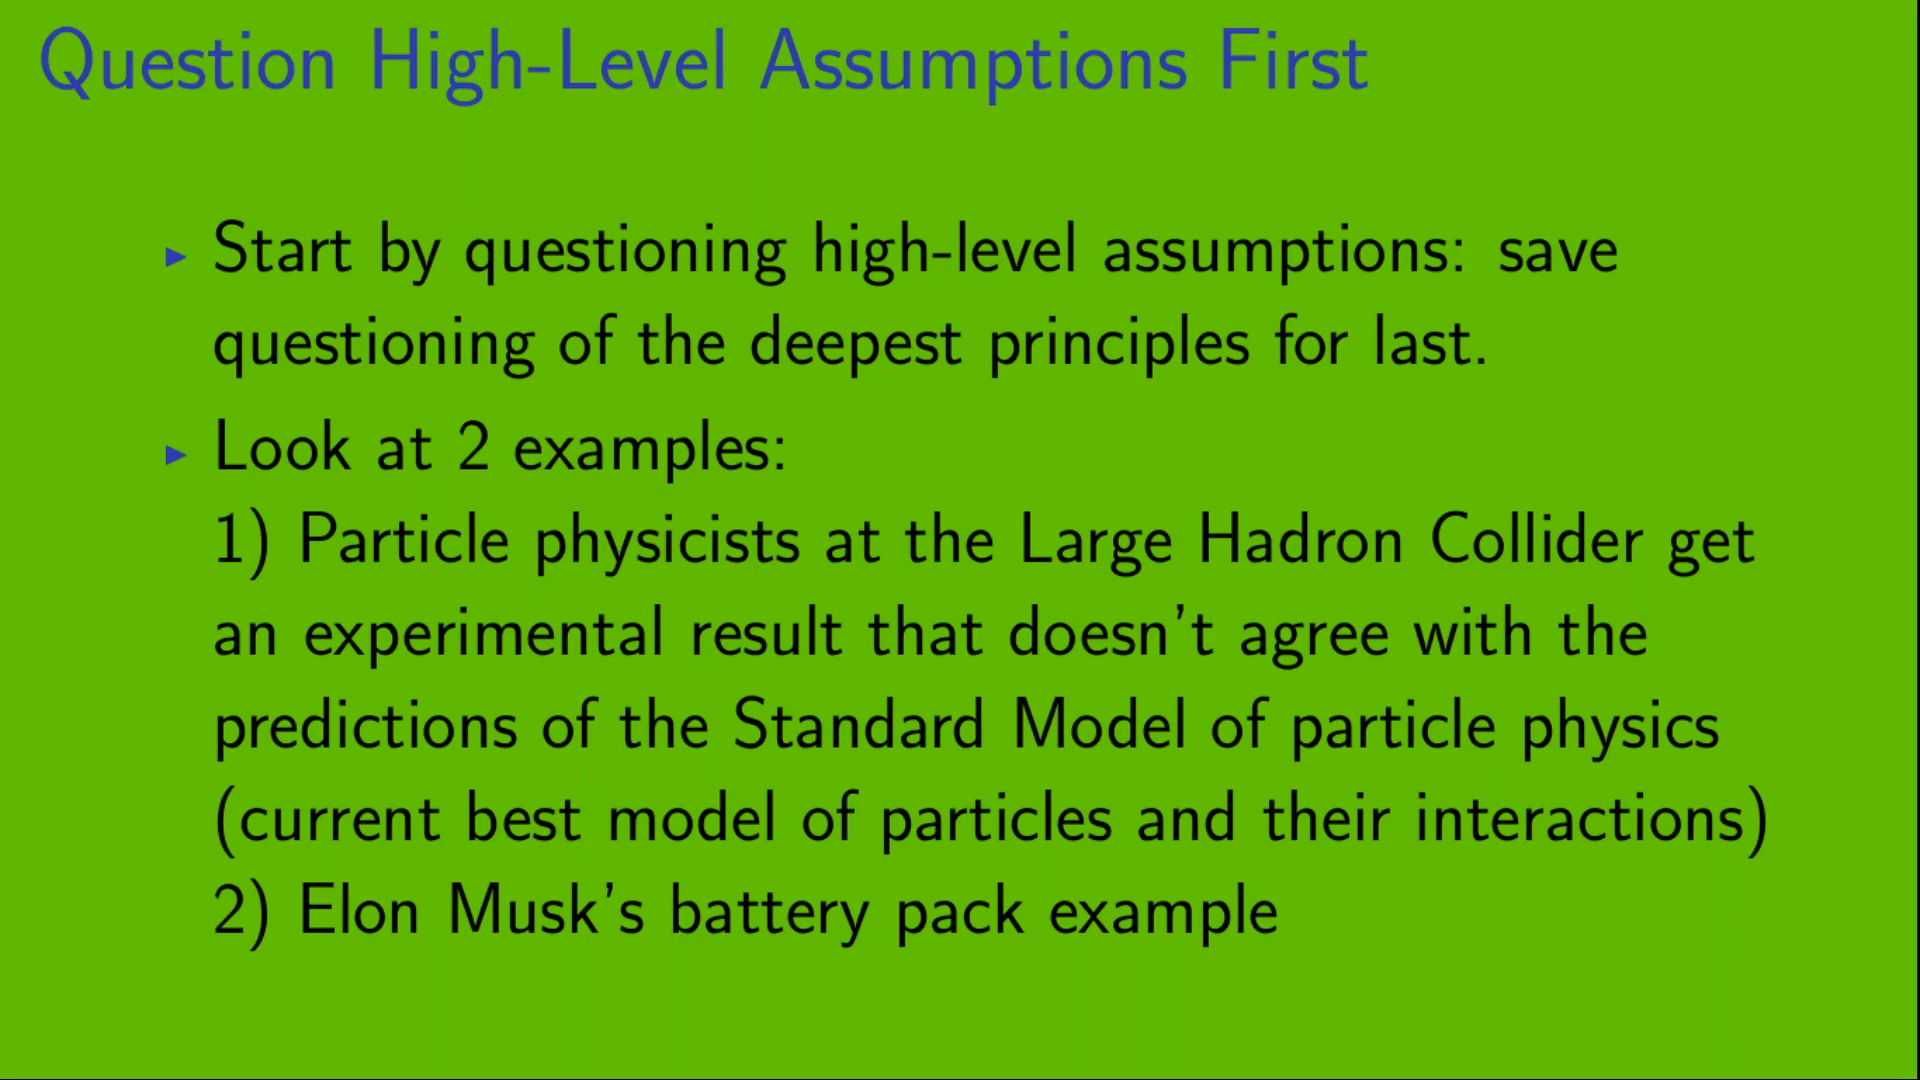 Question High-Level Assumptions First
▶ Start by questioning high-level assumptions: save
questioning of the deepest principles for last.
▶ Look at 2 examples:
1) Particle physicists at the Large Hadron Collider get
an experimental result that doesn't agree with the
predictions of the Standard Model of particle physics
(current best model of particles and their interactions)
2) Elon Musk's battery pack example